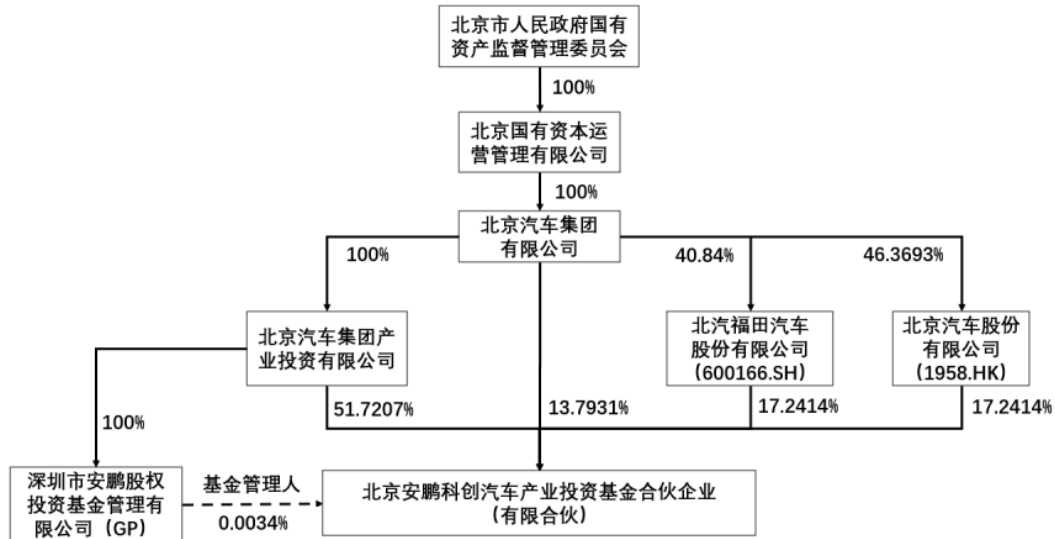 北京市人民政府国有
资产监督管理委员会
100%
北京国有资本运
营管理有限公司
100%
北京汽车集团
有限公司
100%
40.84%
46.3693%
北京汽车集团产
业投资有限公司
北汽福田汽车
股份有限公司
(600166.SH)
北京汽车股份
有限公司
(1958.HK)
100%
51.7207%
13.7931%
17.2414%
17.2414%
深圳市安鹏股权
投资基金管理有
限公司（GP）
基金管理人
0.0034%
北京安鹏科创汽车产业投资基金合伙企业
（有限合伙）